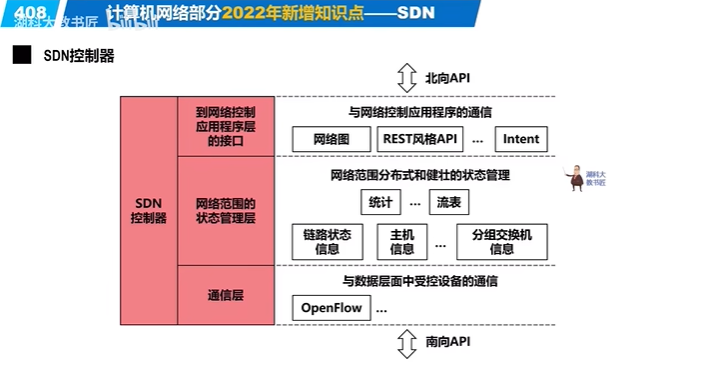 408
计算机网络部分2022年新增知识点——SDN
湖科大教书匠 bilibili
SDN控制器
北向API
到网络控制
应用程序层
的接口
与网络控制应用程序的通信
网络图 REST风格API … Intent
SDN
控制器
网络范围的
状态管理层
网络范围分布式和健壮的状态管理
统计 … 流表
链路状态
信息
主机
信息
…
分组交换机
信息
通信层
与数据层面中受控设备的通信
OpenFlow …
南向API
湖科大
教书匠